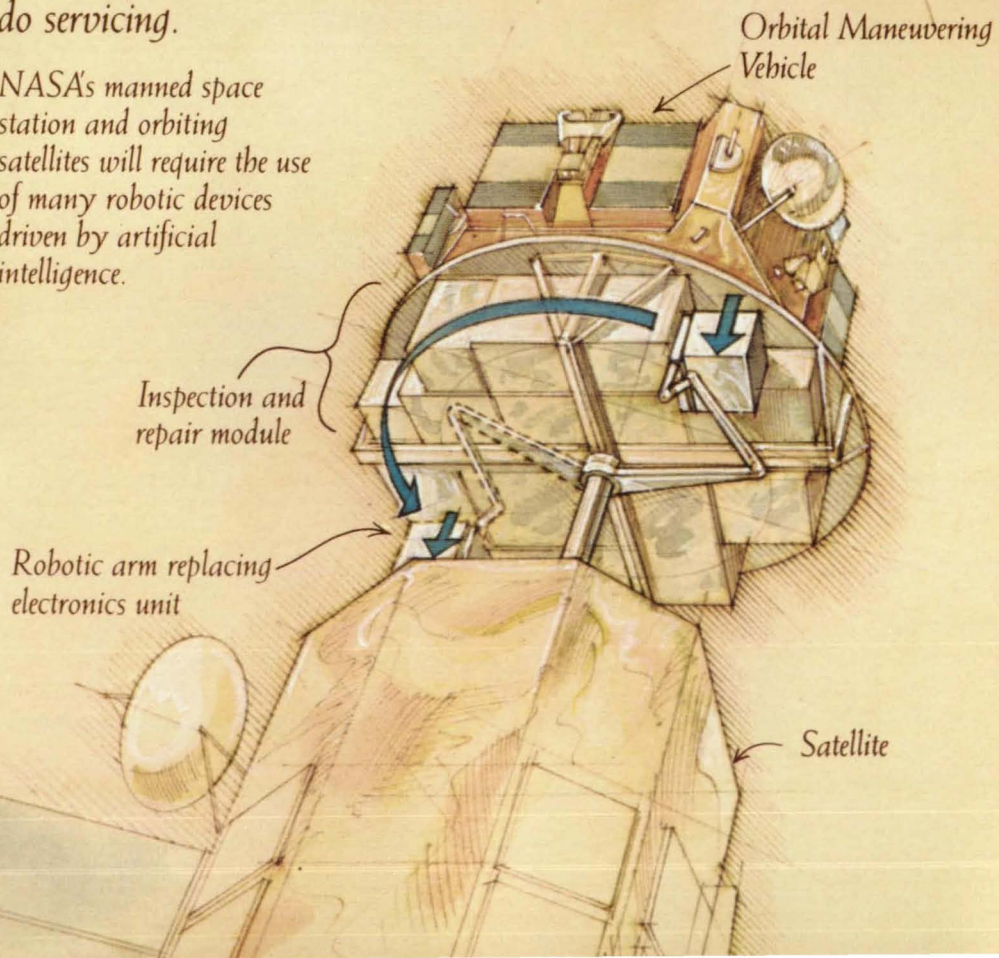 do servicing.
NASA's manned space
station and orbiting
satellites will require the use
of many robotic devices
driven by artificial
intelligence.
Orbital Maneuvering
Vehicle
Inspection and
repair module
Robotic arm replacing
electronics unit
Satellite